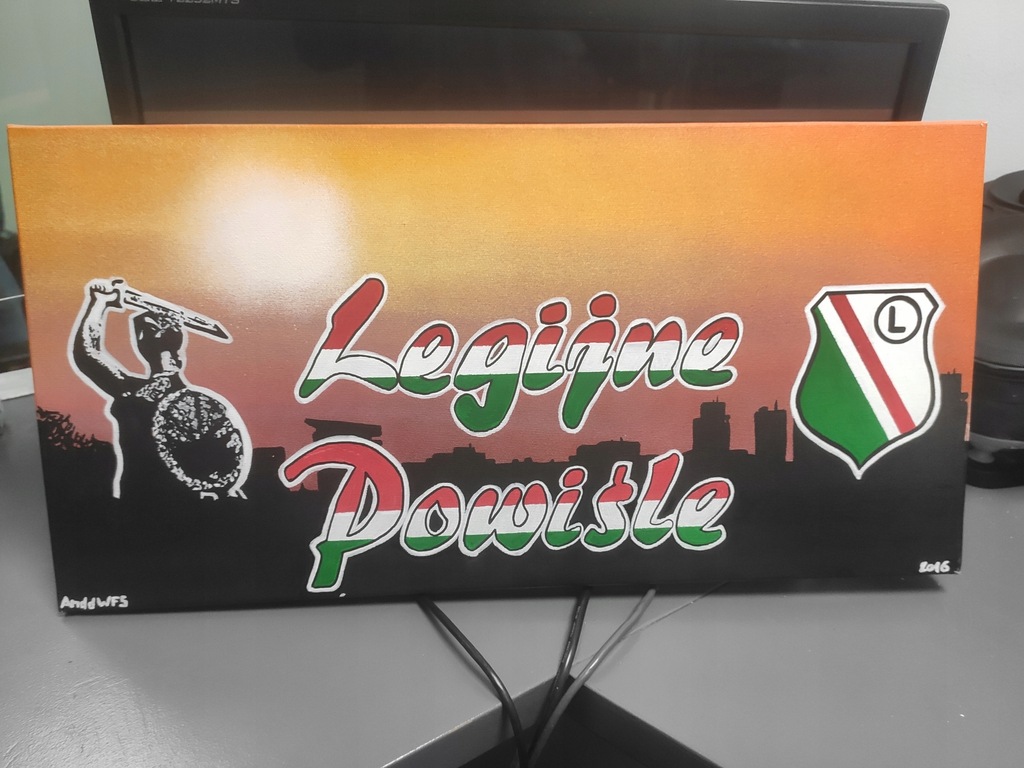 Legijne
Powiśle
L
AnddWFS
2016